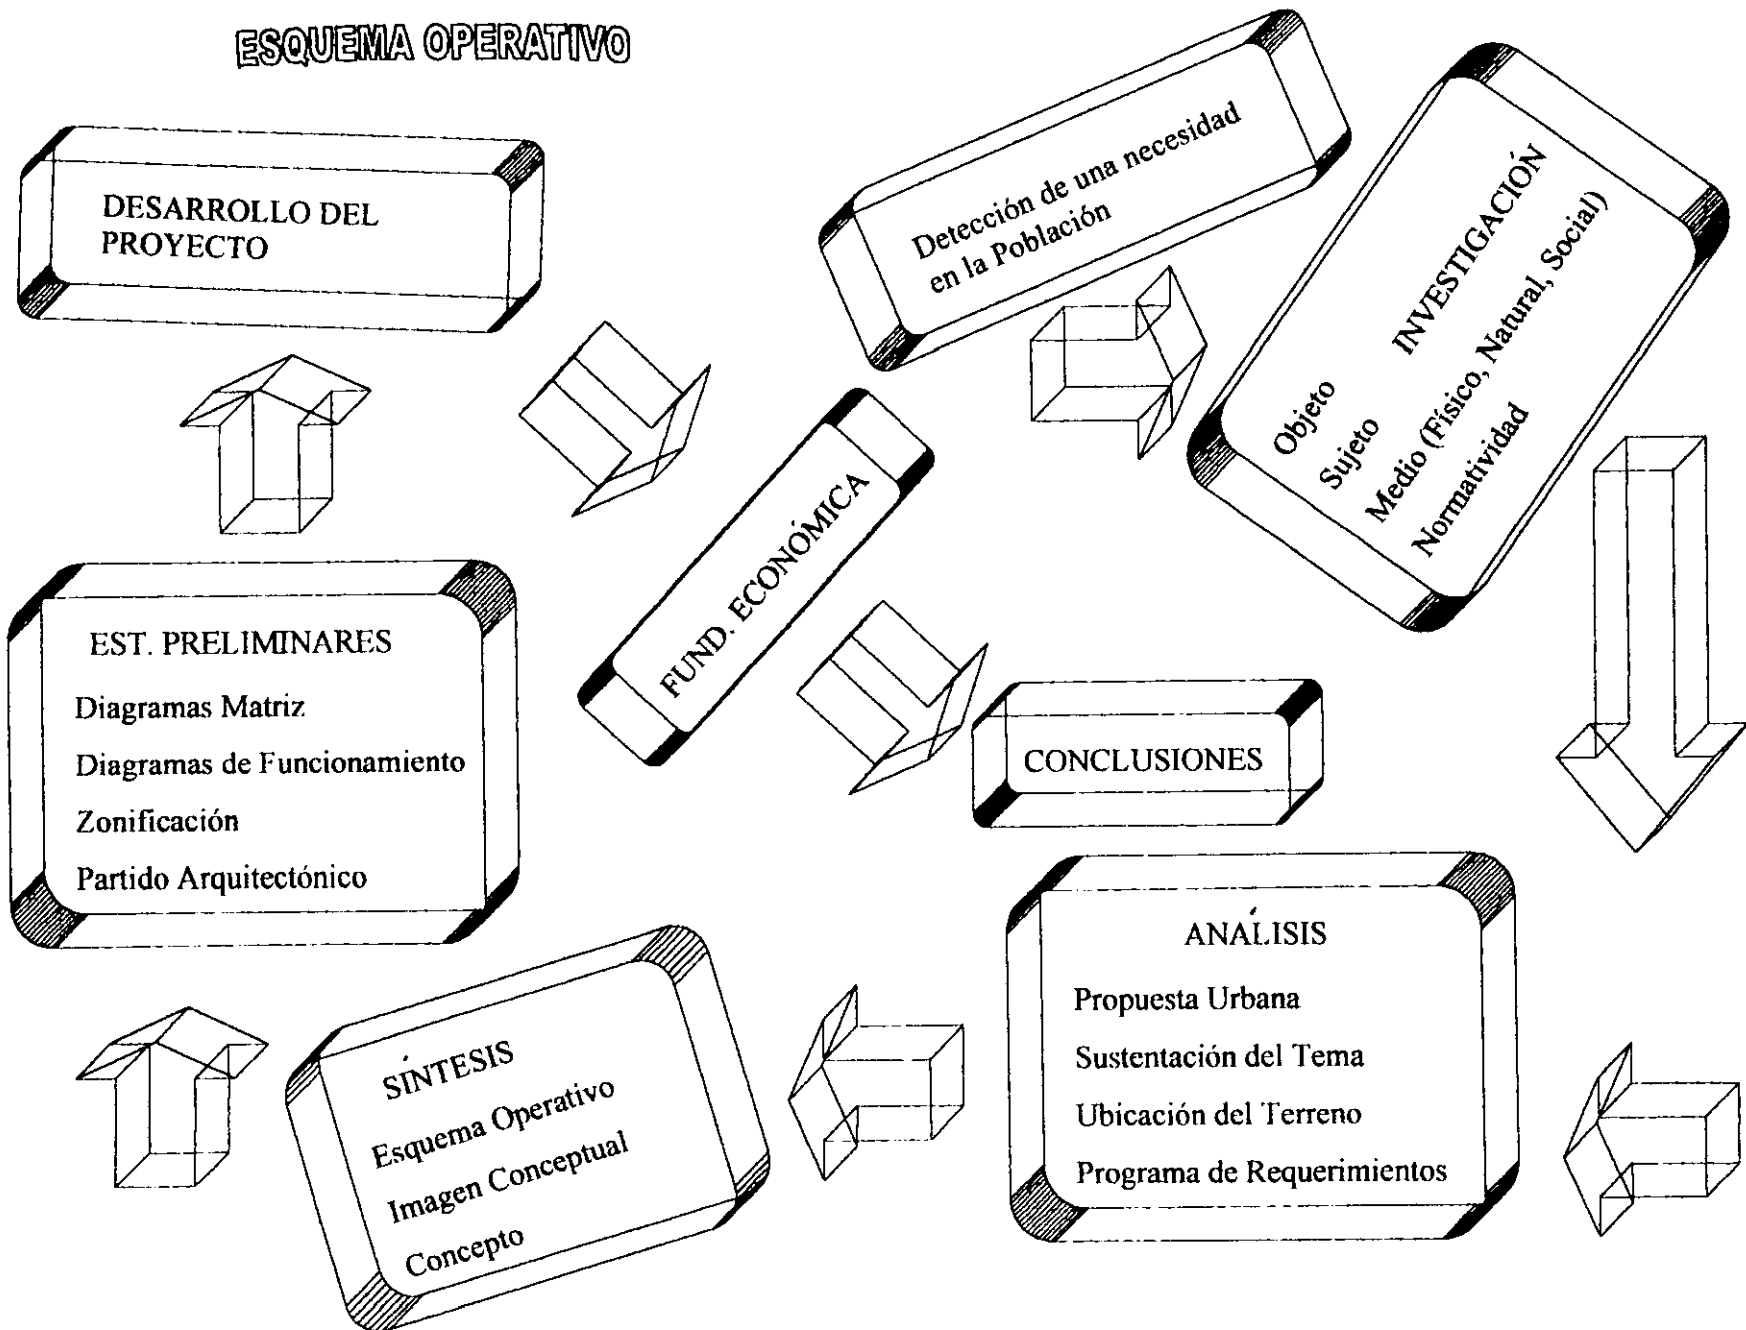 ESQUEMA OPERATIVO
DESARROLLO DEL
PROYECTO
Detección de una necesidad
en la Población
INVESTIGACIÓN
Objeto
Sujeto
Medio (Físico, Natural, Social)
Normatividad
FUND. ECONÓMICA
EST. PRELIMINARES
Diagramas Matriz
Diagramas de Funcionamiento
Zonificación
Partido Arquitectónico
CONCLUSIONES
ANÁLISIS
Propuesta Urbana
Sustentación del Tema
Ubicación del Terreno
Programa de Requerimientos
SÍNTESIS
Esquema Operativo
Imagen Conceptual
Concepto